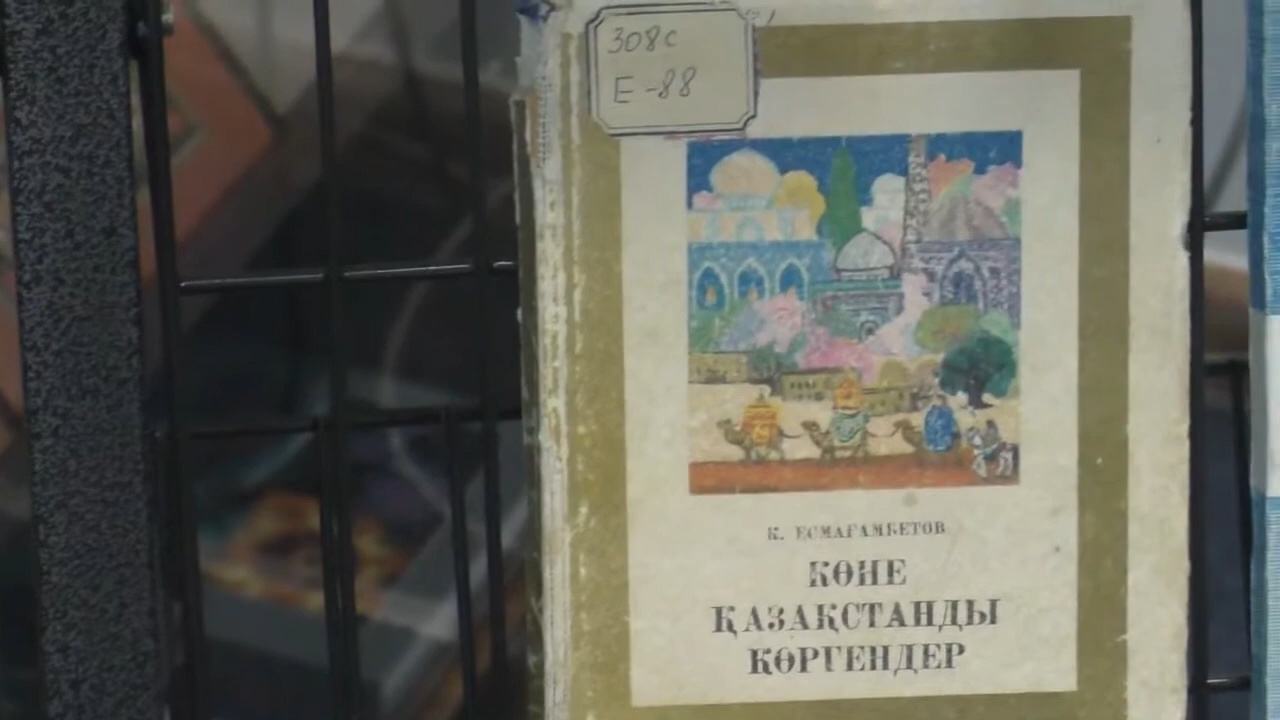 308с
Е-88
К. ЕСМАҒАМБЕТОВ
КӨНЕ
ҚАЗАҚСТАНДЫ
КӨРГЕНДЕР